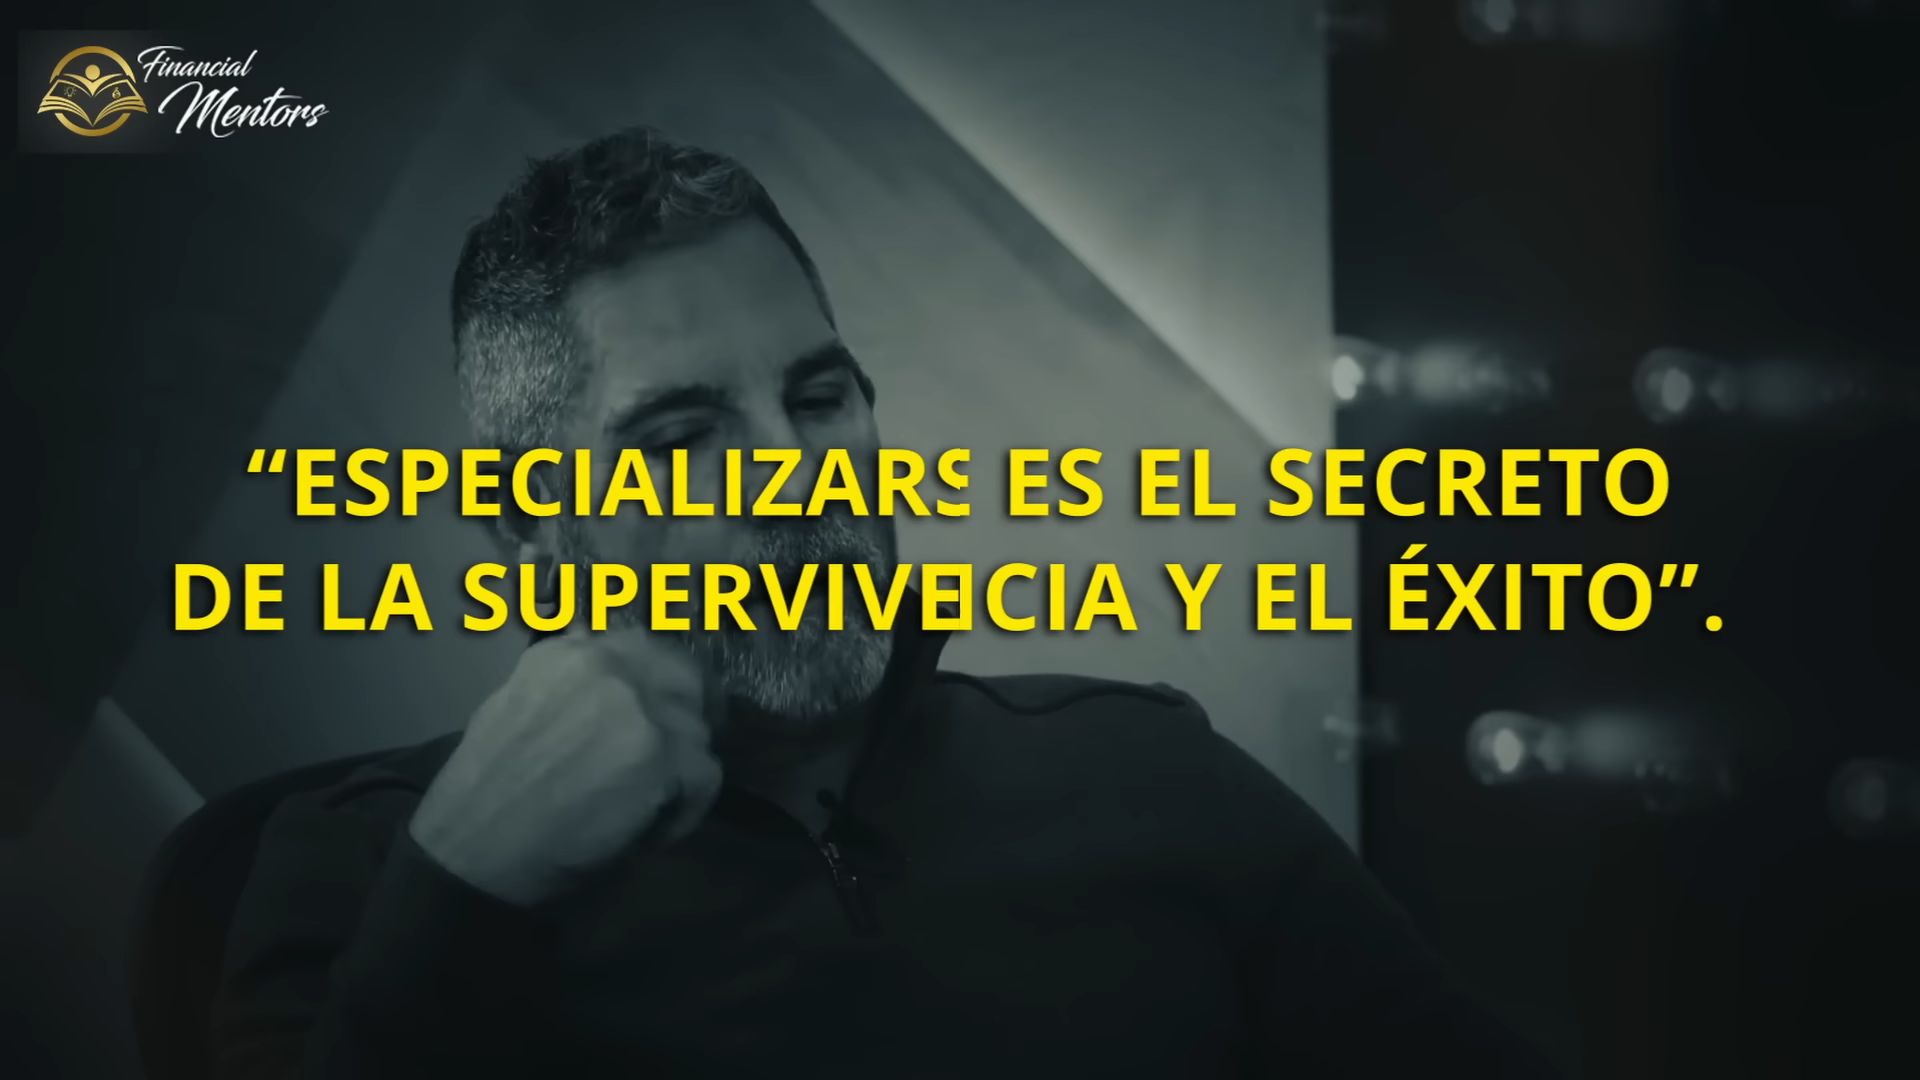 Financial
Mentors
“ESPECIALIZARS ES EL SECRETO
DE LA SUPERVIVECIA Y EL ÉXITO”.